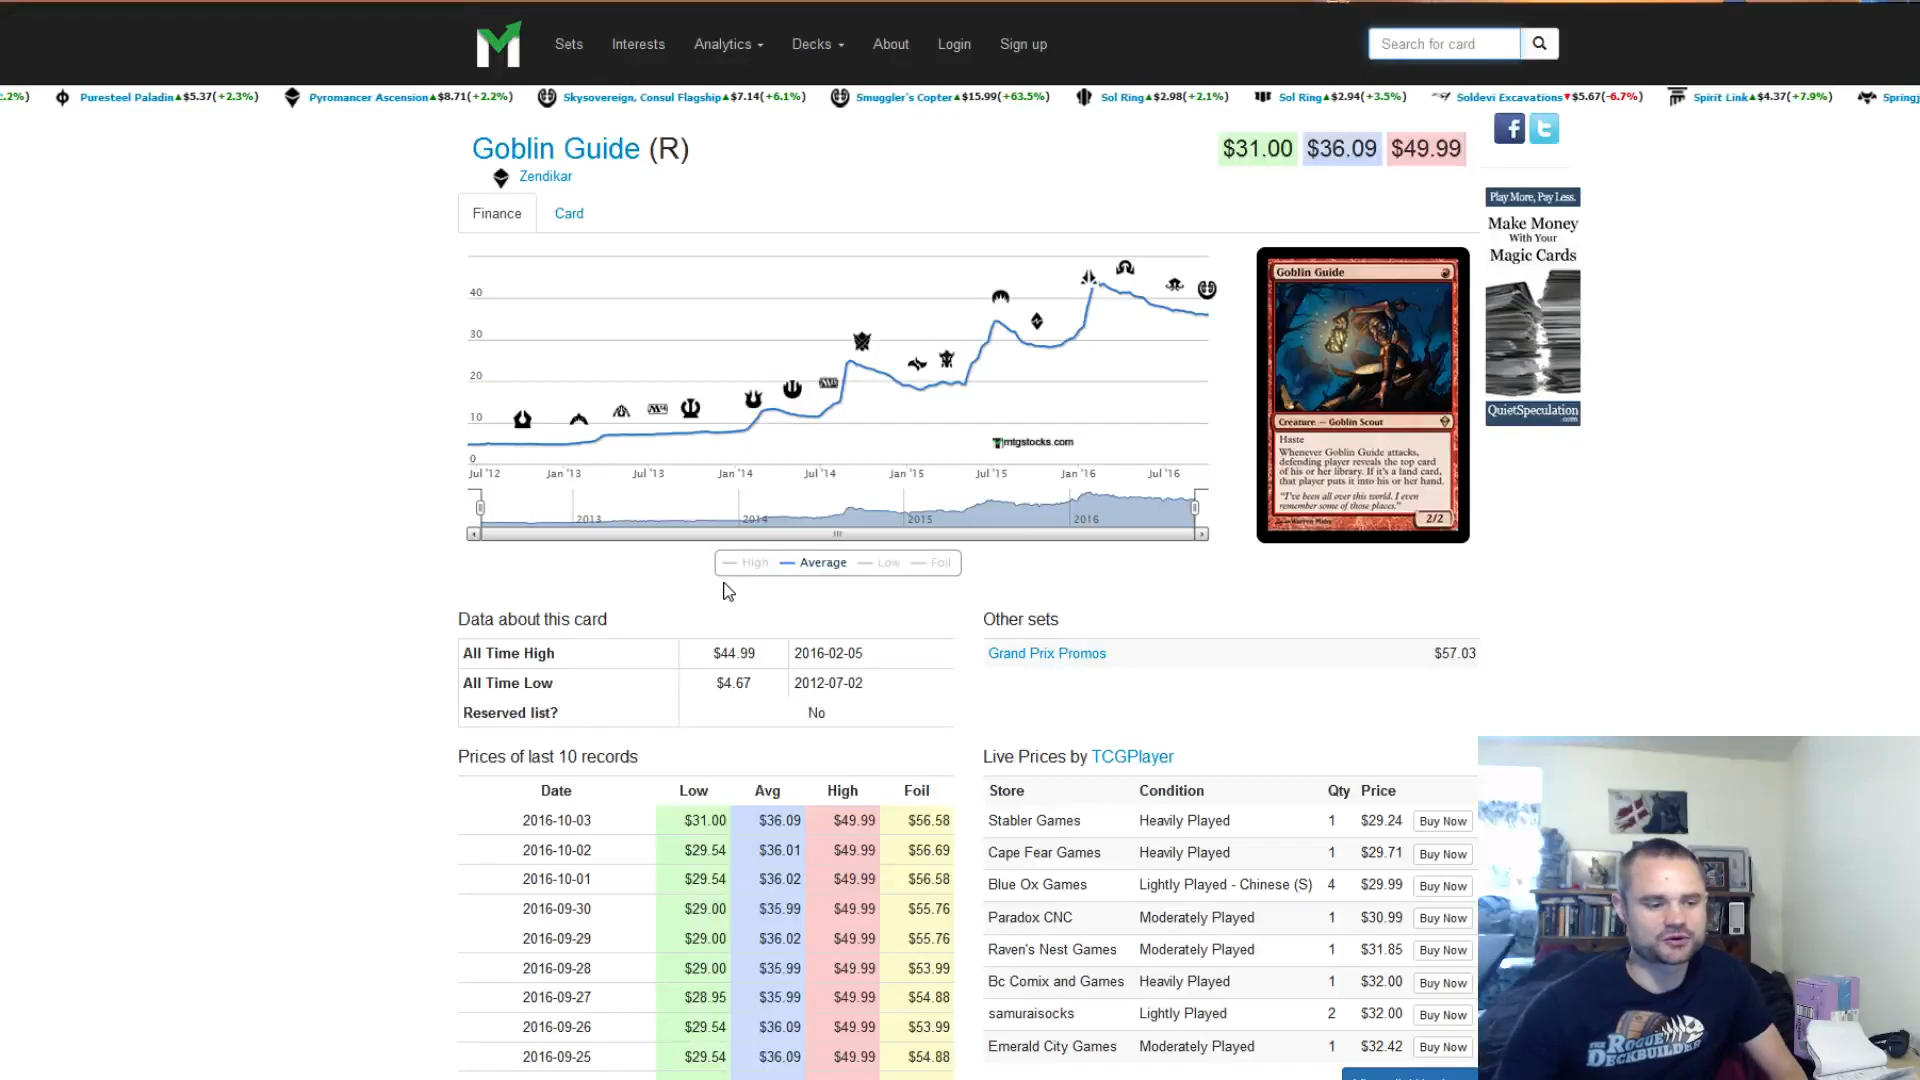 Sets Interests Analytics Decks About Login Sign up Search for card
.2%) Puresteel Paladin▲$5.37(+2.3%) Pyromancer Ascension▲$8.71(+2.2%) Skysovereign, Consul Flagship▲$7.14(+6.1%) Smuggler's Copter▲$15.99(+63.5%) Sol Ring▲$2.98(+2.1%) Sol Ring▲$2.94(+3.5%) Soldevi Excavations▼$5.67(-6.7%) Spirit Link▲$4.37(+7.9%) Springj
Goblin Guide (R) $31.00 $36.09 $49.99
Zendikar
Finance Card
40
30
20
10
0
mtgstocks.com
Jul '12 Jan '13 Jul '13 Jan '14 Jul '14 Jan '15 Jul '15 Jan '16 Jul '16
2013 2014 2015 2016
High Average Low Foil
Goblin Guide
Creature — Goblin Scout
Haste
Whenever Goblin Guide attacks,
defending player reveals the top card
of his or her library. If it's a land card,
that player puts it into his or her hand.
"I've been all over this world. I even
remember some of those places."
2/2
Play More, Pay Less.
Make Money
With Your
Magic Cards
QuietSpeculation
.com
Data about this card
All Time High $44.99 2016-02-05
All Time Low $4.67 2012-07-02
Reserved list? No
Other sets
Grand Prix Promos $57.03
Prices of last 10 records
Date Low Avg High Foil
2016-10-03 $31.00 $36.09 $49.99 $56.58
2016-10-02 $29.54 $36.01 $49.99 $56.69
2016-10-01 $29.54 $36.02 $49.99 $56.58
2016-09-30 $29.00 $35.99 $49.99 $55.76
2016-09-29 $29.00 $36.02 $49.99 $55.76
2016-09-28 $29.00 $35.99 $49.99 $53.99
2016-09-27 $28.95 $35.99 $49.99 $54.88
2016-09-26 $29.54 $36.09 $49.99 $53.99
2016-09-25 $29.54 $36.09 $49.99 $54.88
Live Prices by TCGPlayer
Store Condition Qty Price
Stabler Games Heavily Played 1 $29.24 Buy Now
Cape Fear Games Heavily Played 1 $29.71 Buy Now
Blue Ox Games Lightly Played - Chinese (S) 4 $29.99 Buy Now
Paradox CNC Moderately Played 1 $30.99 Buy Now
Raven's Nest Games Moderately Played 1 $31.85 Buy Now
Bc Comix and Games Heavily Played 1 $32.00 Buy Now
samuraisocks Lightly Played 2 $32.00 Buy Now
Emerald City Games Moderately Played 1 $32.42 Buy Now
THE ROGUE
DECKBUILDER